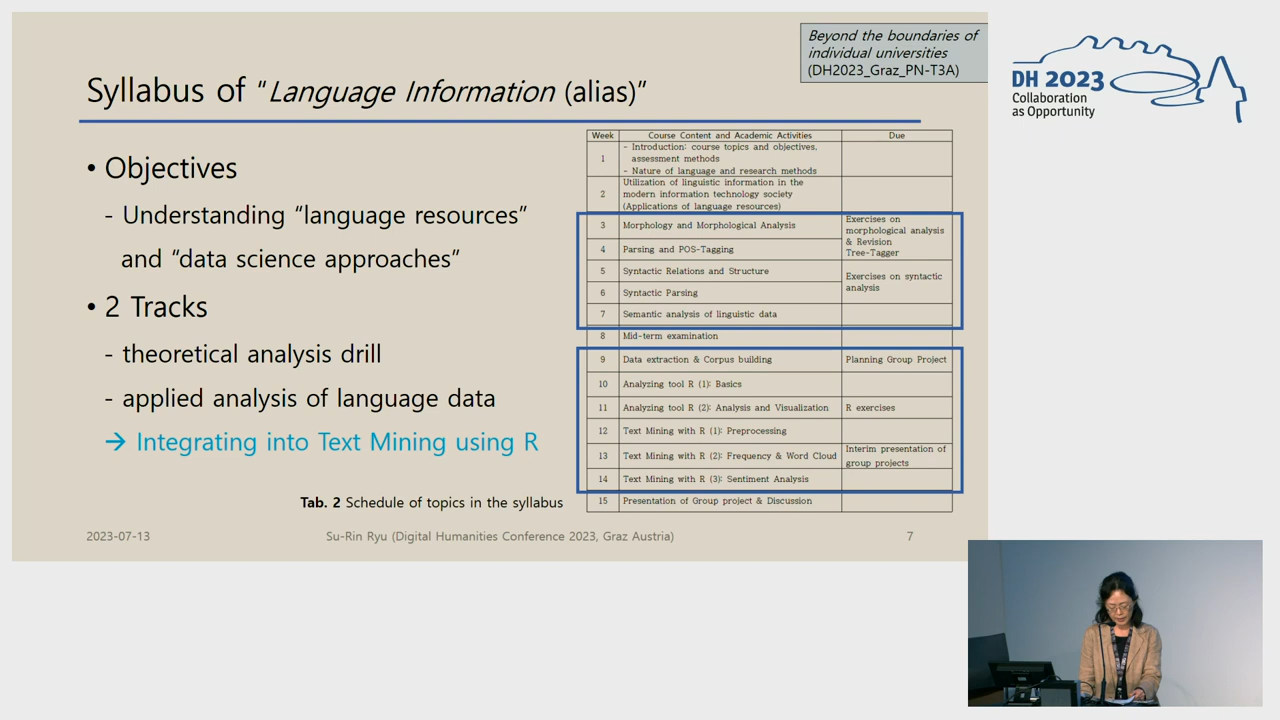 Beyond the boundaries of
individual universities
(DH2023_Graz_PN-T3A)
DH 2023
Collaboration
as Opportunity
Syllabus of "Language Information (alias)"
• Objectives
- Understanding "language resources"
and "data science approaches"
• 2 Tracks
- theoretical analysis drill
- applied analysis of language data
→ Integrating into Text Mining using R
Week Course Content and Academic Activities Due
1 - Introduction: course topics and objectives,
assessment methods
- Nature of language and research methods
2 Utilization of linguistic information in the
modern information technology society
(Applications of language resources)
3 Morphology and Morphological Analysis
Exercises on
morphological analysis
& Revision
Tree-Tagger
4 Parsing and POS-Tagging
5 Syntactic Relations and Structure
Exercises on syntactic
analysis
6 Syntactic Parsing
7 Semantic analysis of linguistic data
8 Mid-term examination
9 Data extraction & Corpus building Planning Group Project
10 Analyzing tool R (1): Basics
11 Analyzing tool R (2): Analysis and Visualization R exercises
12 Text Mining with R (1): Preprocessing
13 Text Mining with R (2): Frequency & Word Cloud
Interim presentation of
group projects
14 Text Mining with R (3): Sentiment Analysis
15 Presentation of Group project & Discussion
Tab. 2 Schedule of topics in the syllabus
2023-07-13 Su-Rin Ryu (Digital Humanities Conference 2023, Graz Austria) 7